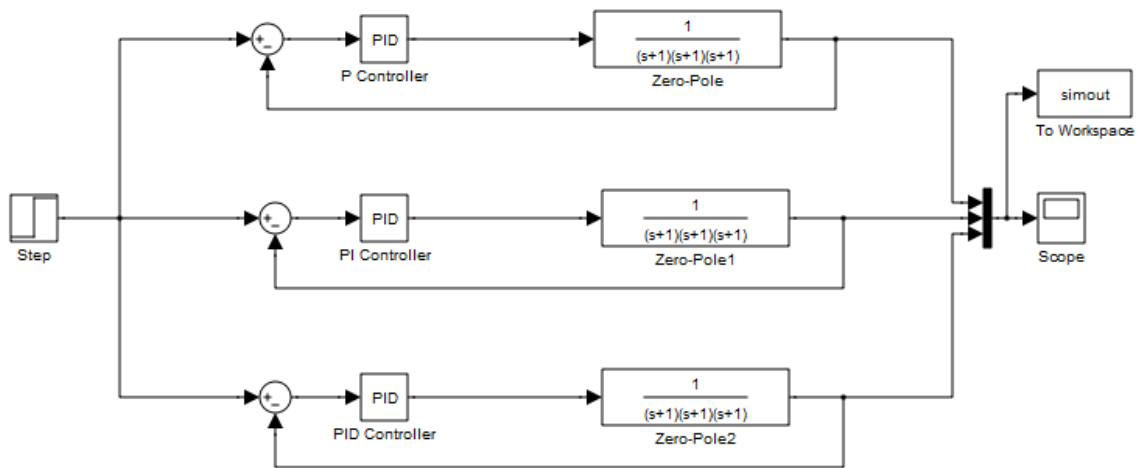 +
−
PID
P Controller
1
(s+1)(s+1)(s+1)
Zero-Pole
simout
To Workspace
Step
+
−
PID
PI Controller
1
(s+1)(s+1)(s+1)
Zero-Pole1
Scope
+
−
PID
PID Controller
1
(s+1)(s+1)(s+1)
Zero-Pole2